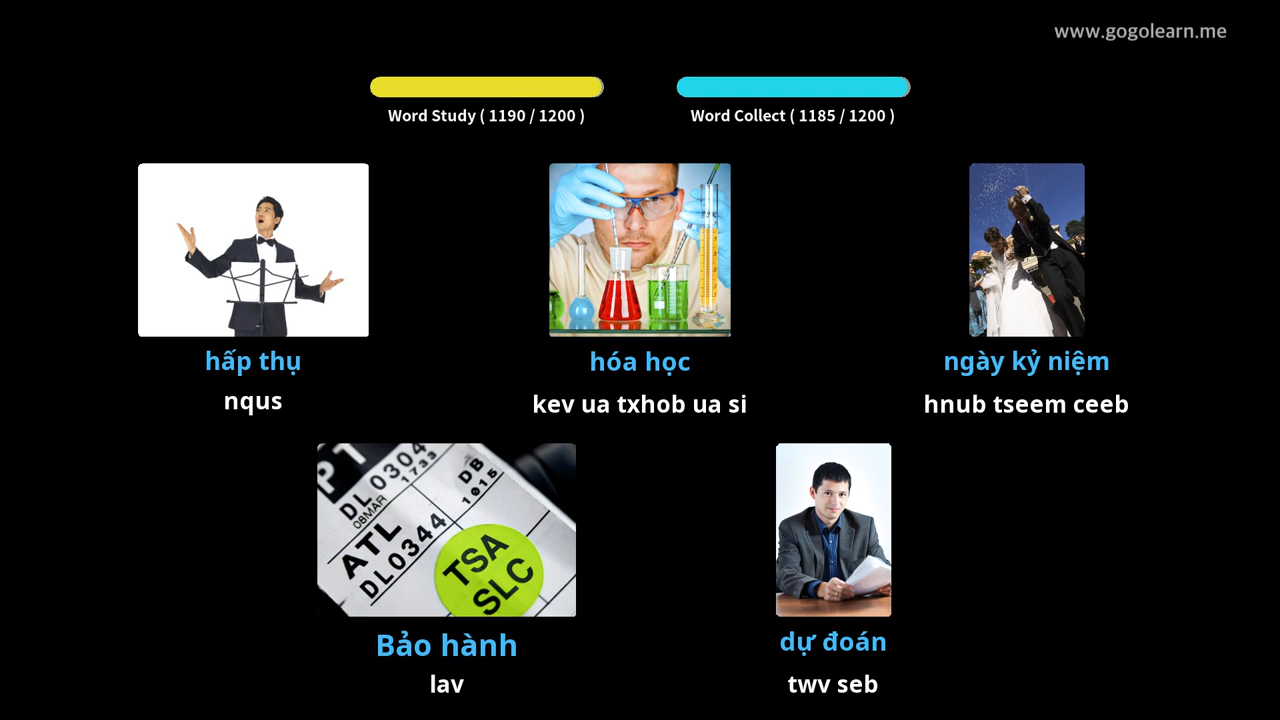 www.gogolearn.me
Word Study ( 1190 / 1200 )
Word Collect ( 1185 / 1200 )
hấp thụ
nqus
hóa học
kev ua txhob ua si
ngày kỷ niệm
hnub tseem ceeb
PT
DL 0304
08MAR 1733
DB
1015
ATL
DL0344
TSA
SLC
Bảo hành
lav
dự đoán
twv seb